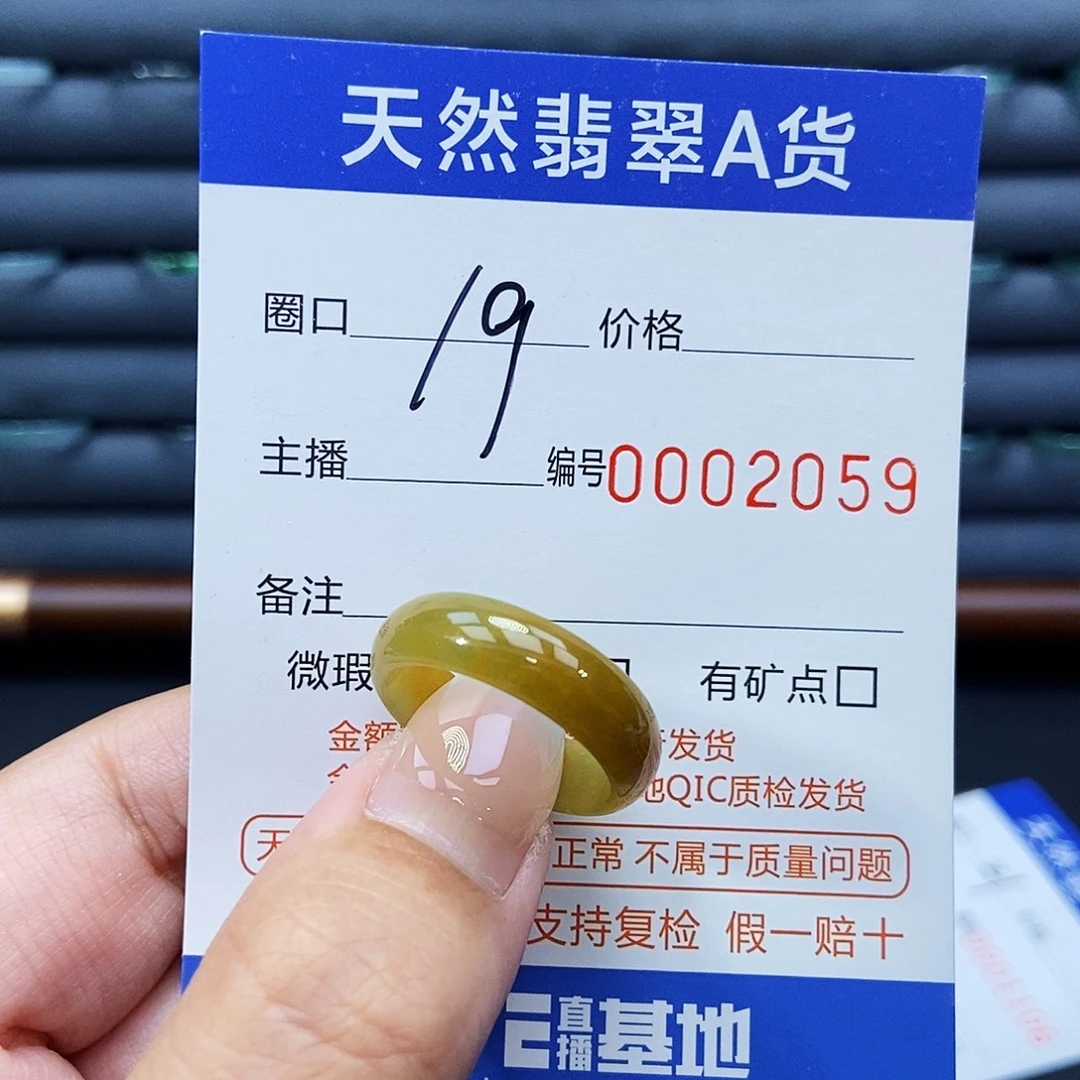 天然翡翠A货
圈口 19 价格
主播 编号0002059
备注
微瑕 有矿点□
金额 发货
QIC质检发货
正常 不属于质量问题
支持复检 假一赔十
直播基地